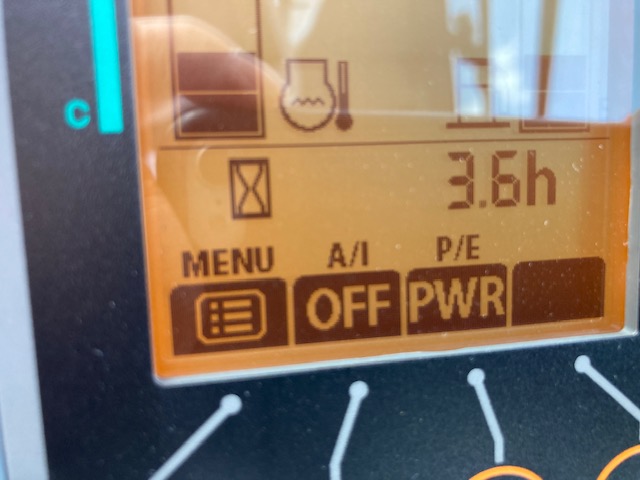 C
3.6h
MENU A/I P/E
OFF PWR